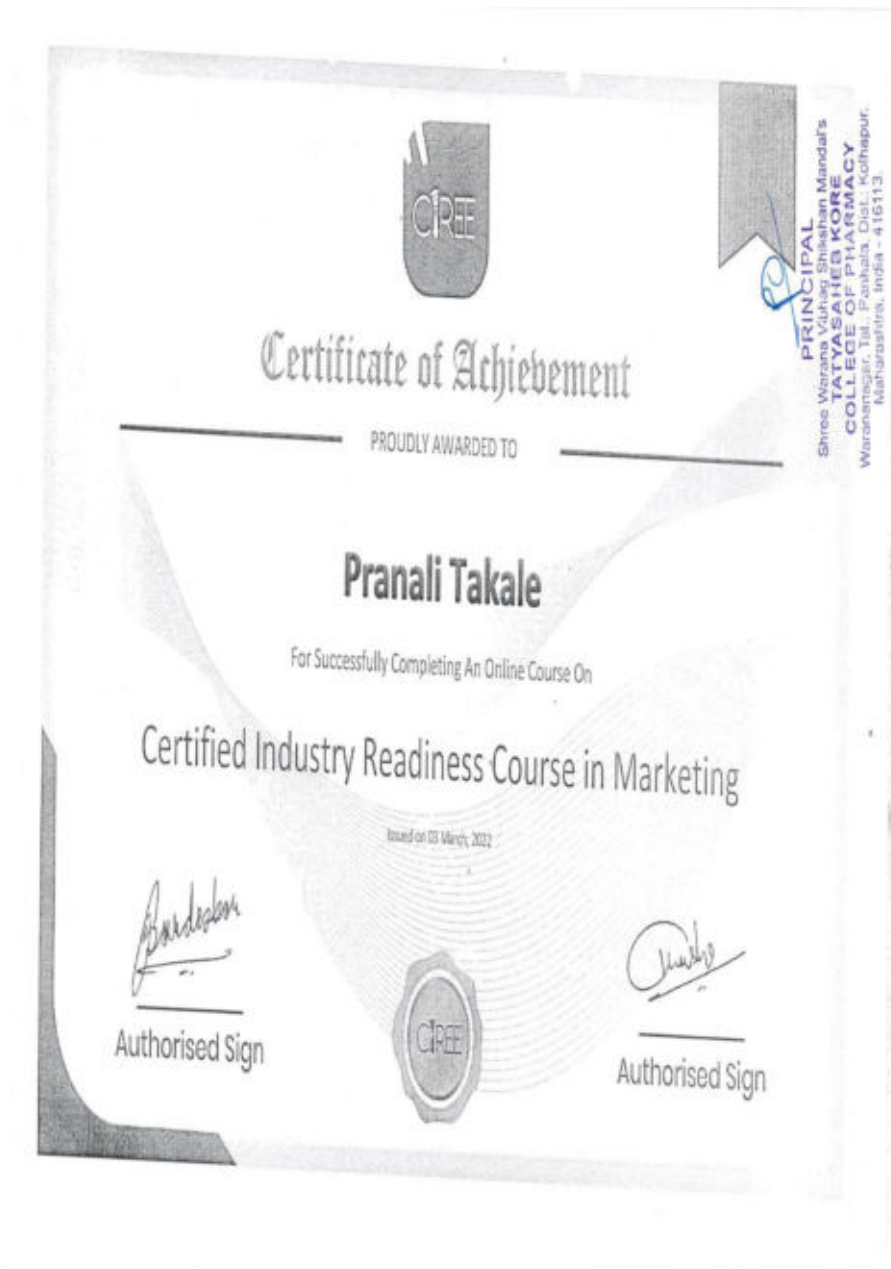 CIREE
Certificate of Achievement
PROUDLY AWARDED TO
Pranali Takale
For Successfully Completing An Online Course On
Certified Industry Readiness Course in Marketing
Issued on 03 March, 2022
Authorised Sign
CIREE
Authorised Sign
PRINCIPAL
Shree Warana Vibhag Shikshan Mandal's
TATYASAHEB KORE
COLLEGE OF PHARMACY
Warananagar, Tal.: Panhala, Dist.: Kolhapur.
Maharashtra, India - 416113.